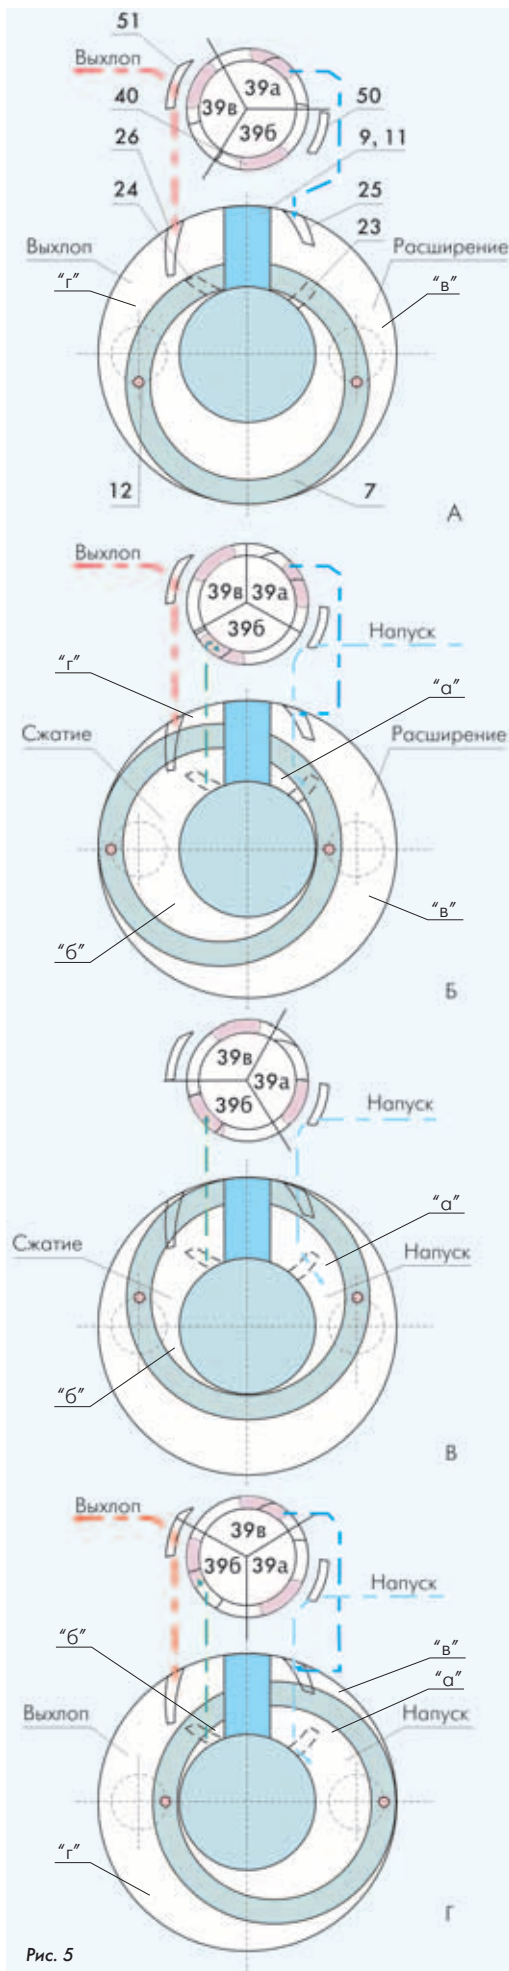 51
Выхлоп
39а
39в
39б
40
50
26
9, 11
24
25
23
Выхлоп
Расширение
“г”
“в”
12
7
А
Выхлоп
39в
39а
39б
Напуск
“г”
“а”
Сжатие
Расширение
“б”
“в”
Б
39в
39а
39б
Напуск
“а”
Сжатие
Напуск
“б”
В
Выхлоп
39в
39б
39а
Напуск
“б”
“в”
“а”
Выхлоп
Напуск
“г”
Г
Рис. 5